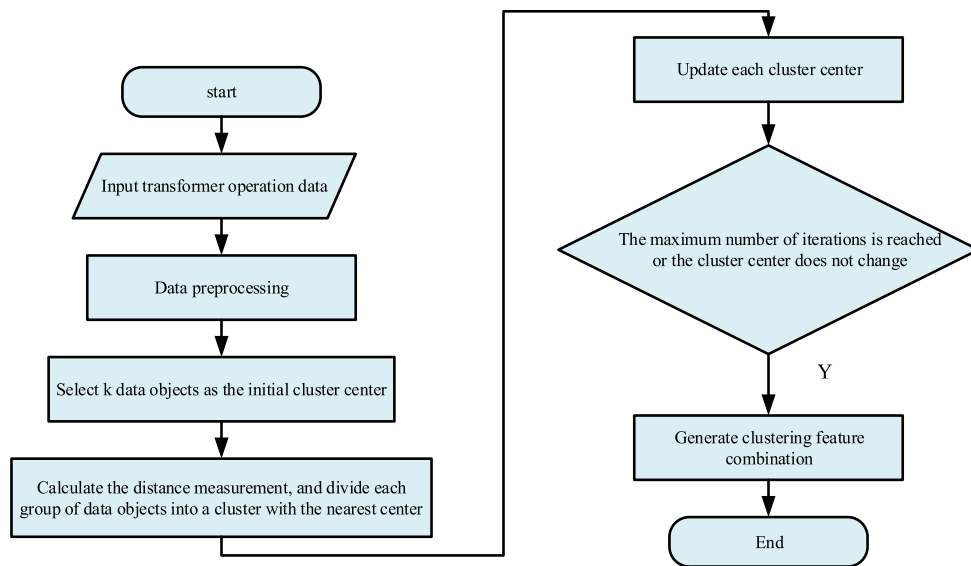 start
Input transformer operation data
Data preprocessing
Select k data objects as the initial cluster center
Calculate the distance measurement, and divide each
group of data objects into a cluster with the nearest center
Update each cluster center
The maximum number of iterations is reached
or the cluster center does not change
Y
Generate clustering feature
combination
End